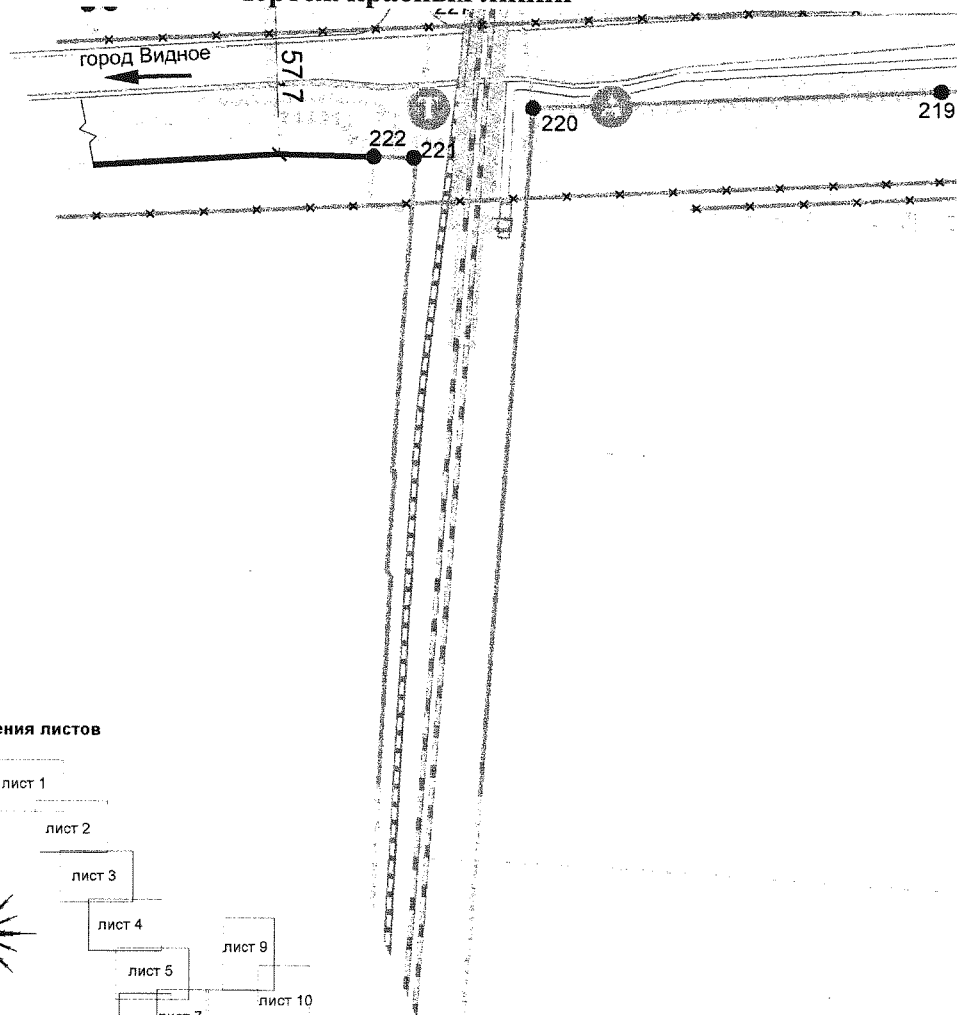 город Видное
57+7
222
221
220
219
ения листов
лист 1
лист 2
лист 3
лист 4
лист 5
лист 9
лист 10